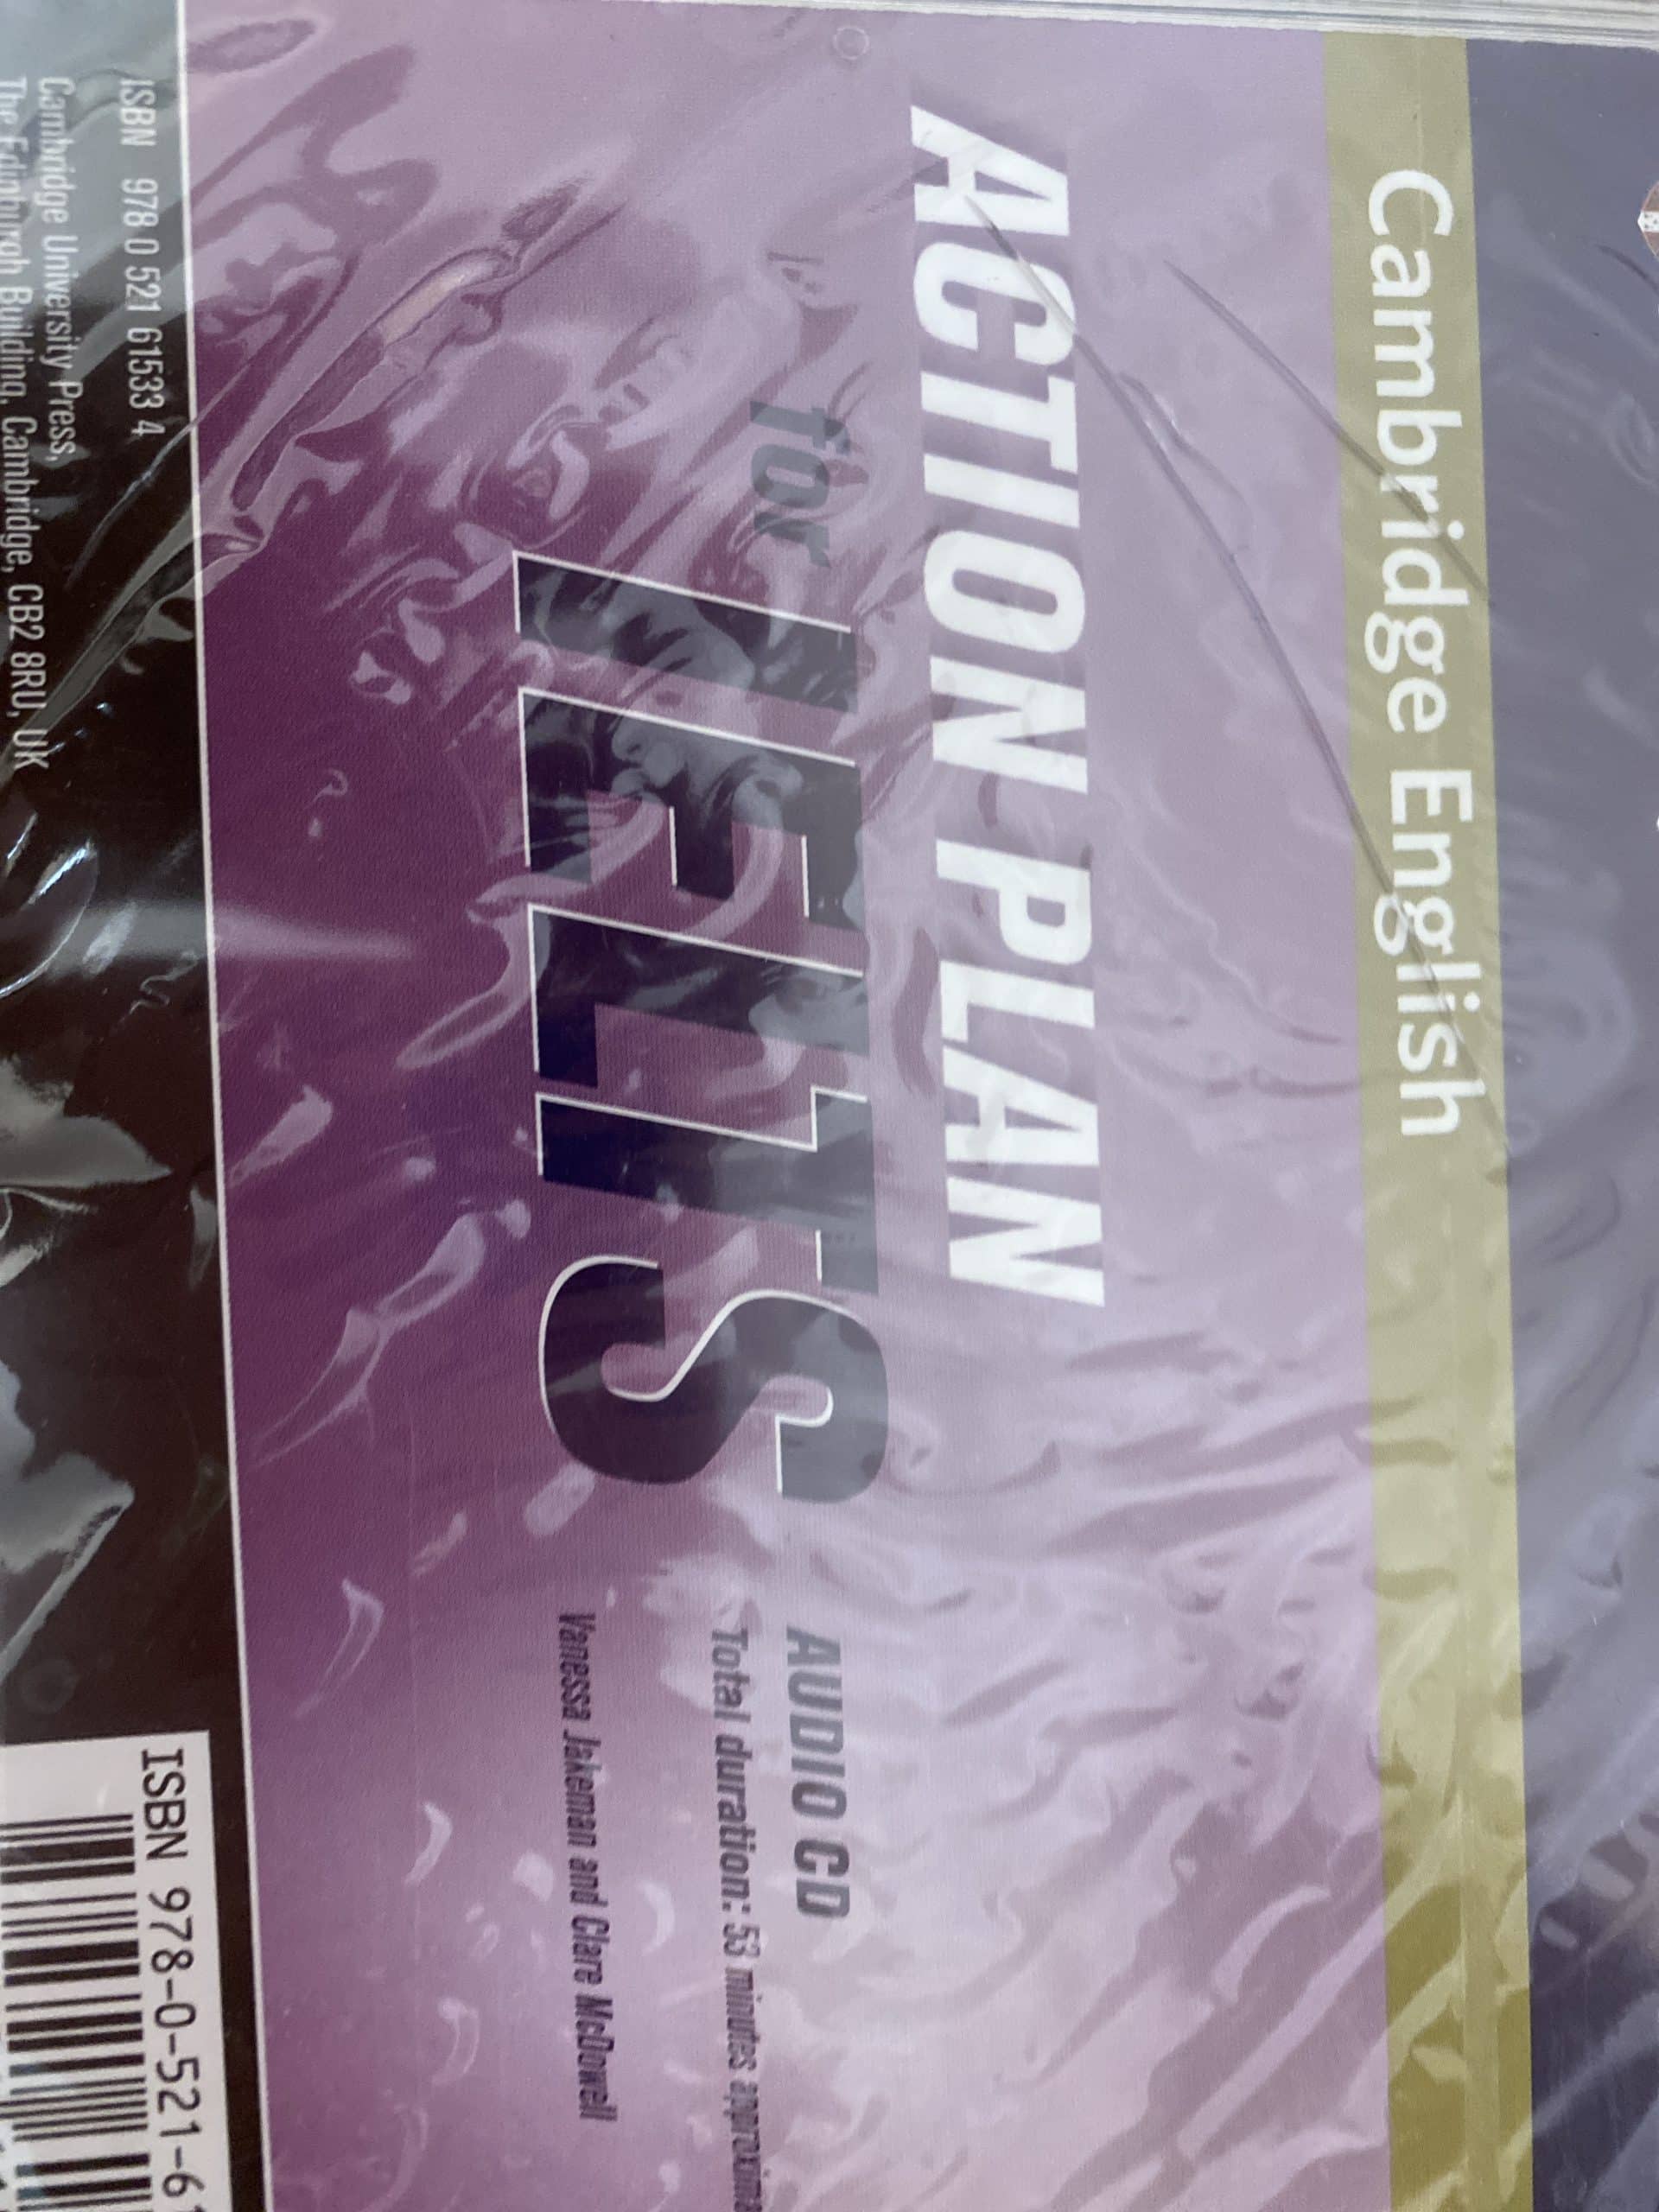 Cambridge English
ACTION PLAN
for
IELTS
AUDIO CD
Total duration: 53 minutes
Vanessa Jakeman and Clare McDowell
ISBN 978 0 521 61533 4
Cambridge University Press,
The Edinburgh Building, Cambridge, CB2 8RU, UK
ISBN 978-0-521-61